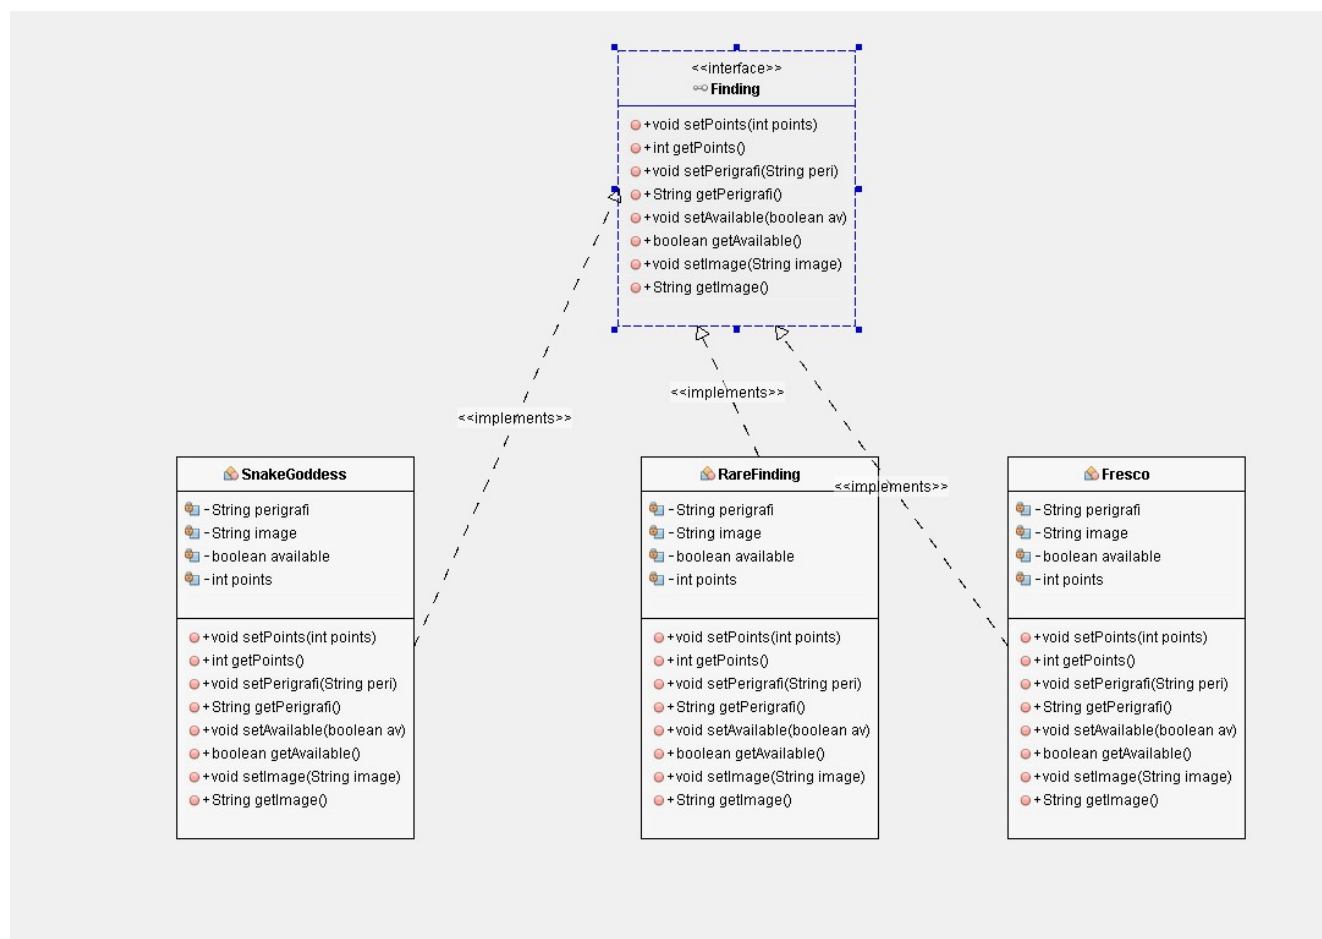 <<interface>>
Finding
+void setPoints(int points)
+int getPoints()
+void setPerigrafi(String peri)
+String getPerigrafi()
+void setAvailable(boolean av)
+boolean getAvailable()
+void setImage(String image)
+String getImage()
<<implements>>
<<implements>>
<<implements>>
SnakeGoddess
-String perigrafi
-String image
-boolean available
-int points
+void setPoints(int points)
+int getPoints()
+void setPerigrafi(String peri)
+String getPerigrafi()
+void setAvailable(boolean av)
+boolean getAvailable()
+void setImage(String image)
+String getImage()
RareFinding
-String perigrafi
-String image
-boolean available
-int points
+void setPoints(int points)
+int getPoints()
+void setPerigrafi(String peri)
+String getPerigrafi()
+void setAvailable(boolean av)
+boolean getAvailable()
+void setImage(String image)
+String getImage()
Fresco
-String perigrafi
-String image
-boolean available
-int points
+void setPoints(int points)
+int getPoints()
+void setPerigrafi(String peri)
+String getPerigrafi()
+void setAvailable(boolean av)
+boolean getAvailable()
+void setImage(String image)
+String getImage()